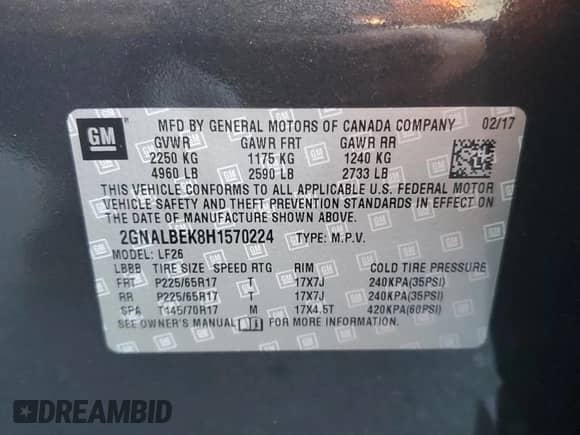 GM
MFD BY GENERAL MOTORS OF CANADA COMPANY 02/17
GVWR GAWR FRT GAWR RR
2250 KG 1175 KG 1240 KG
4960 LB 2590 LB 2733 LB
THIS VEHICLE CONFORMS TO ALL APPLICABLE U.S. FEDERAL MOTOR
VEHICLE SAFETY AND THEFT PREVENTION STANDARDS IN EFFECT ON
THE DATE OF MANUFACTURE SHOWN ABOVE.
2GNALBEK8H1570224 TYPE: M.P.V.
MODEL: LF26
LBBB TIRE SIZE SPEED RTG RIM COLD TIRE PRESSURE
FRT P225/65R17 T 17X7J 240KPA(35PSI)
RR P225/65R17 T 17X7J 240KPA(35PSI)
SPA T145/70R17 M 17X4.5T 420KPA(60PSI)
SEE OWNER'S MANUAL FOR MORE INFORMATION.
DREAMBID